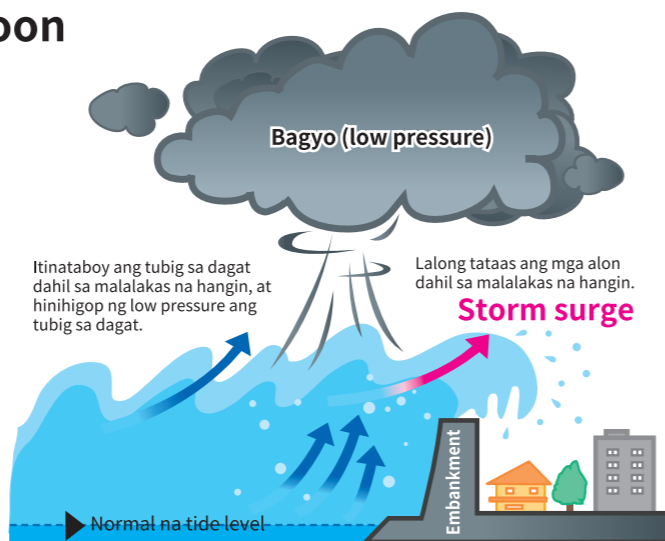 oon
Bagyo (low pressure)
Itinataboy ang tubig sa dagat
dahil sa malalakas na hangin, at
hinihigop ng low pressure ang
tubig sa dagat.
Lalong tataas ang mga alon
dahil sa malalakas na hangin.
Storm surge
Embankment
Normal na tide level